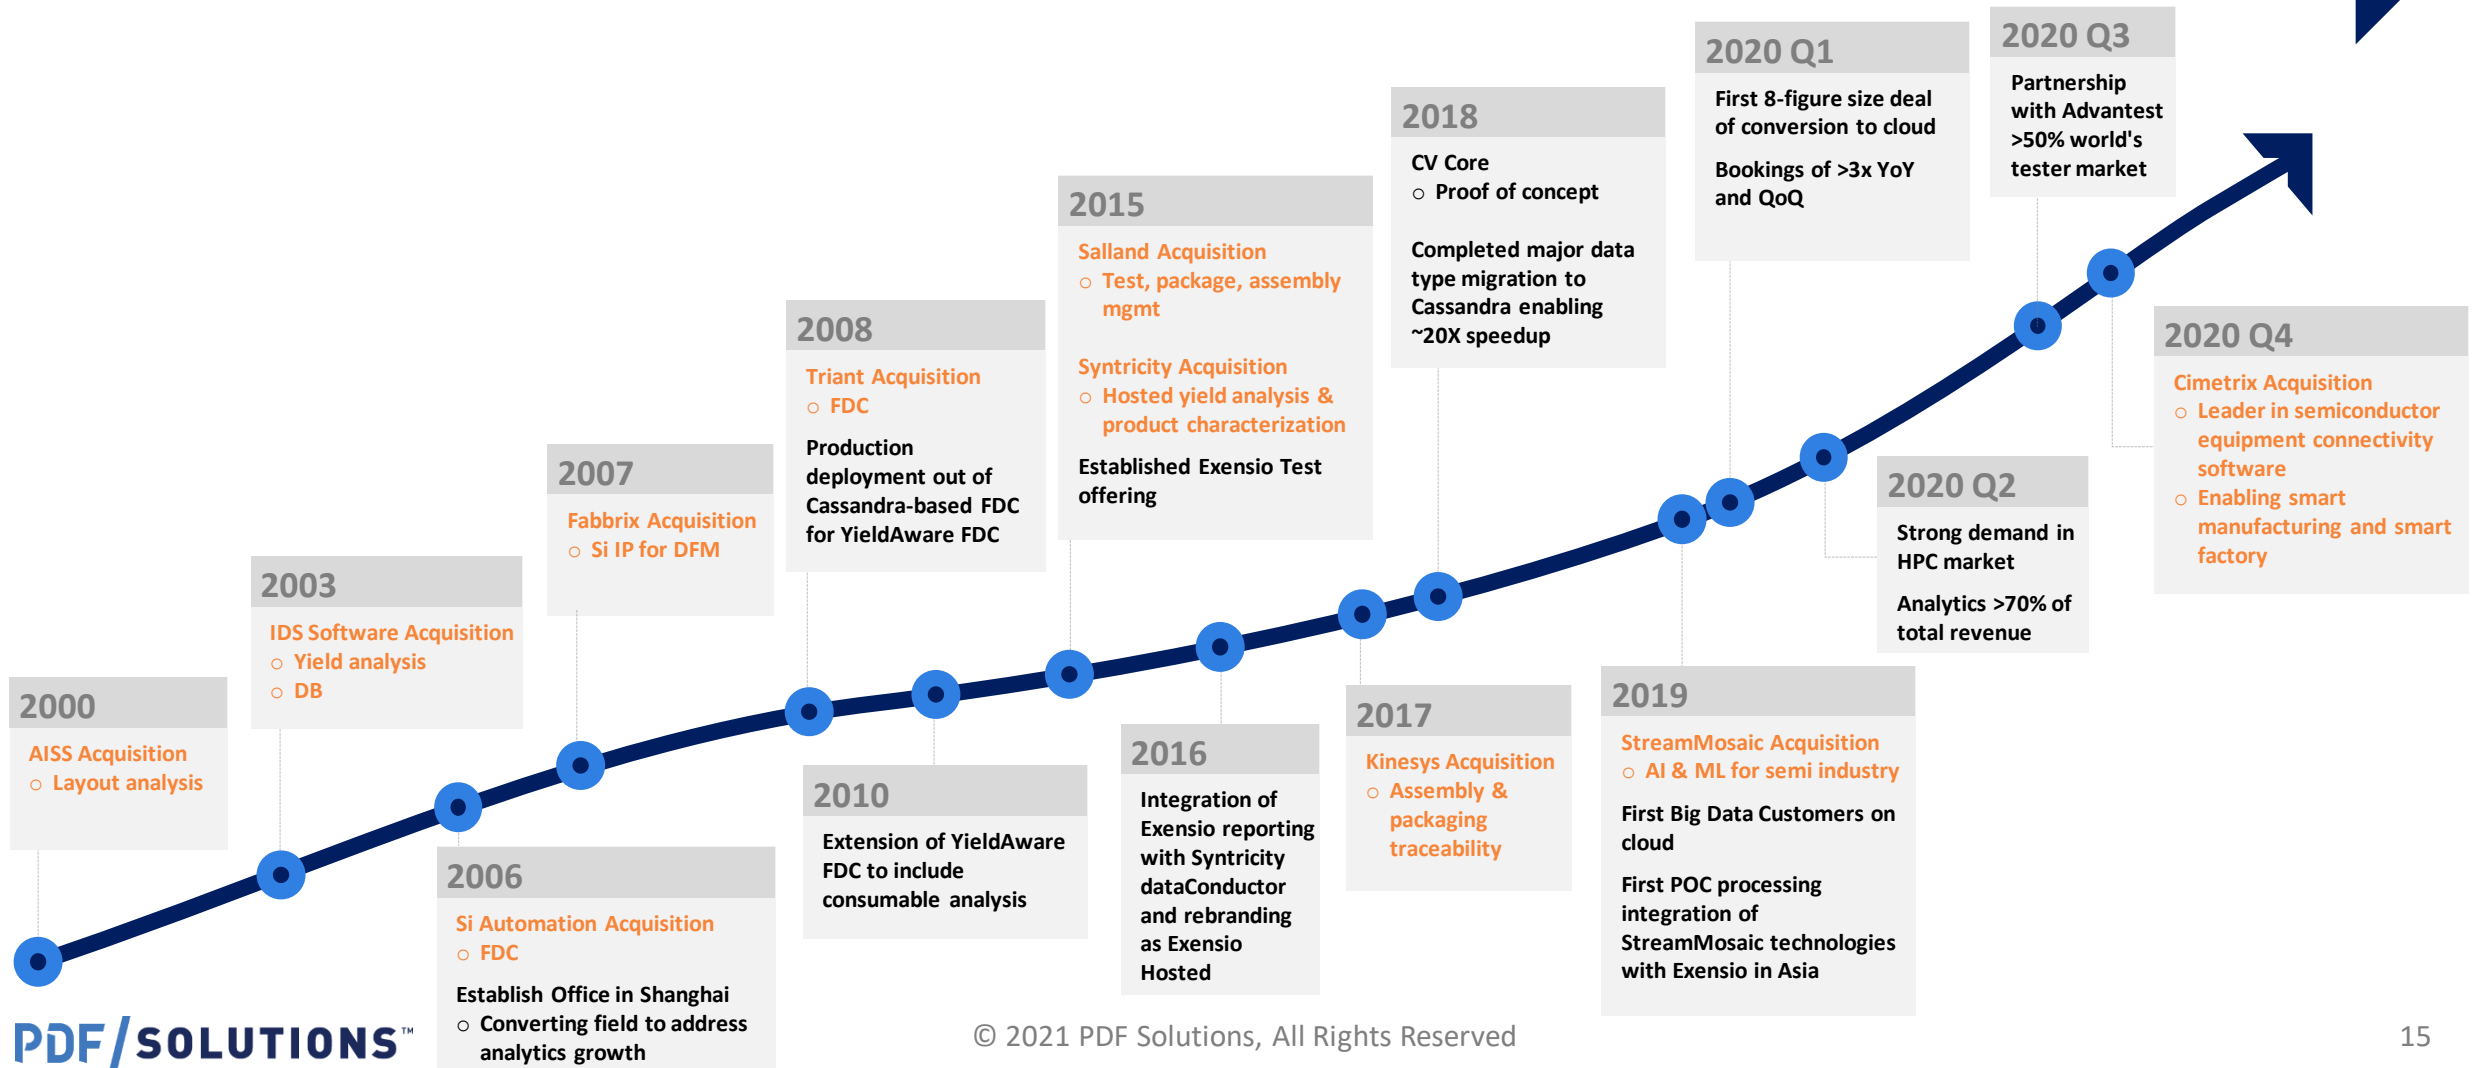 2000
AISS Acquisition
○ Layout analysis
2003
IDS Software Acquisition
○ Yield analysis
○ DB
2006
Si Automation Acquisition
○ FDC
Establish Office in Shanghai
○ Converting field to address
analytics growth
2007
Fabbrix Acquisition
○ Si IP for DFM
2008
Triant Acquisition
○ FDC
Production
deployment out of
Cassandra-based FDC
for YieldAware FDC
2010
Extension of YieldAware
FDC to include
consumable analysis
2015
Salland Acquisition
○ Test, package, assembly
mgmt
Syntricity Acquisition
○ Hosted yield analysis &
product characterization
Established Exensio Test
offering
2016
Integration of
Exensio reporting
with Syntricity
dataConductor
and rebranding
as Exensio
Hosted
2017
Kinesys Acquisition
○ Assembly &
packaging
traceability
2018
CV Core
○ Proof of concept
Completed major data
type migration to
Cassandra enabling
~20X speedup
2019
StreamMosaic Acquisition
○ AI & ML for semi industry
First Big Data Customers on
cloud
First POC processing
integration of
StreamMosaic technologies
with Exensio in Asia
2020 Q1
First 8-figure size deal
of conversion to cloud
Bookings of >3x YoY
and QoQ
2020 Q2
Strong demand in
HPC market
Analytics >70% of
total revenue
2020 Q3
Partnership
with Advantest
>50% world's
tester market
2020 Q4
Cimetrix Acquisition
○ Leader in semiconductor
equipment connectivity
software
○ Enabling smart
manufacturing and smart
factory
PDF/SOLUTIONS™
© 2021 PDF Solutions, All Rights Reserved
15